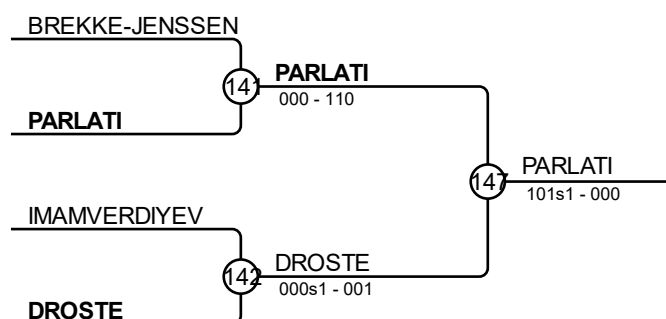 BREKKE-JENSSEN
141
PARLATI
000 - 110
PARLATI
147
PARLATI
101s1 - 000
IMAMVERDIYEV
142
DROSTE
000s1 - 001
DROSTE